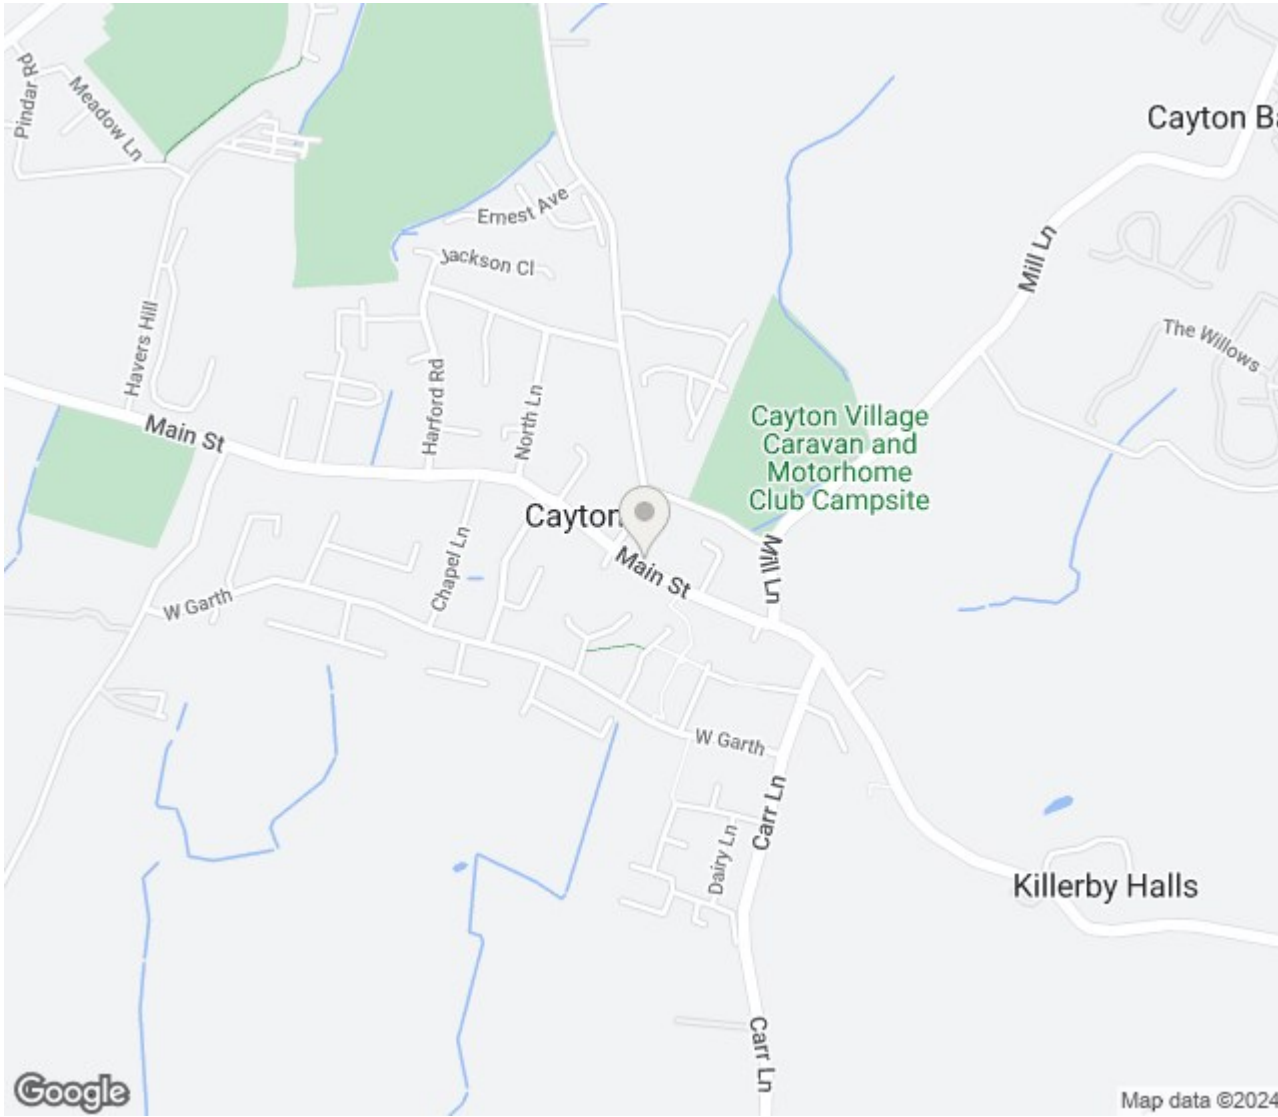 Pindar Rd
Meadow Ln
Cayton Ba
Ernest Ave
Jackson Cl
Mill Ln
Havers Hill
The Willows
Harford Rd
North Ln
Main St
Cayton Village
Caravan and
Motorhome
Club Campsite
Cayton
Chapel Ln
Main St
Mill Ln
W Garth
W Garth
Carr Ln
Dairy Ln
Killerby Halls
Carr Ln
Google
Map data ©2024